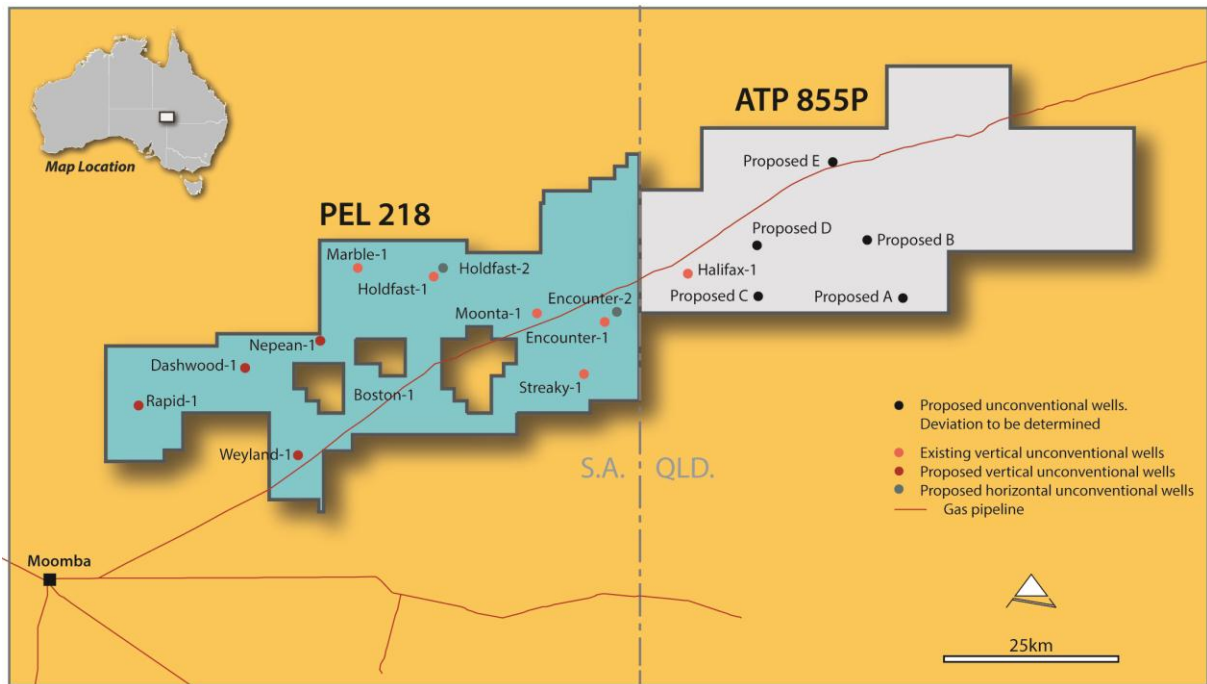 Map Location
ATP 855P
PEL 218
Proposed E
Proposed D
Proposed B
Halifax-1
Proposed C
Proposed A
Marble-1
Holdfast-2
Holdfast-1
Encounter-2
Moonta-1
Encounter-1
Nepean-1
Dashwood-1
Streaky-1
Boston-1
Rapid-1
Weyland-1
S.A.
QLD.
Proposed unconventional wells.
Deviation to be determined
Existing vertical unconventional wells
Proposed vertical unconventional wells
Proposed horizontal unconventional wells
Gas pipeline
Moomba
25km